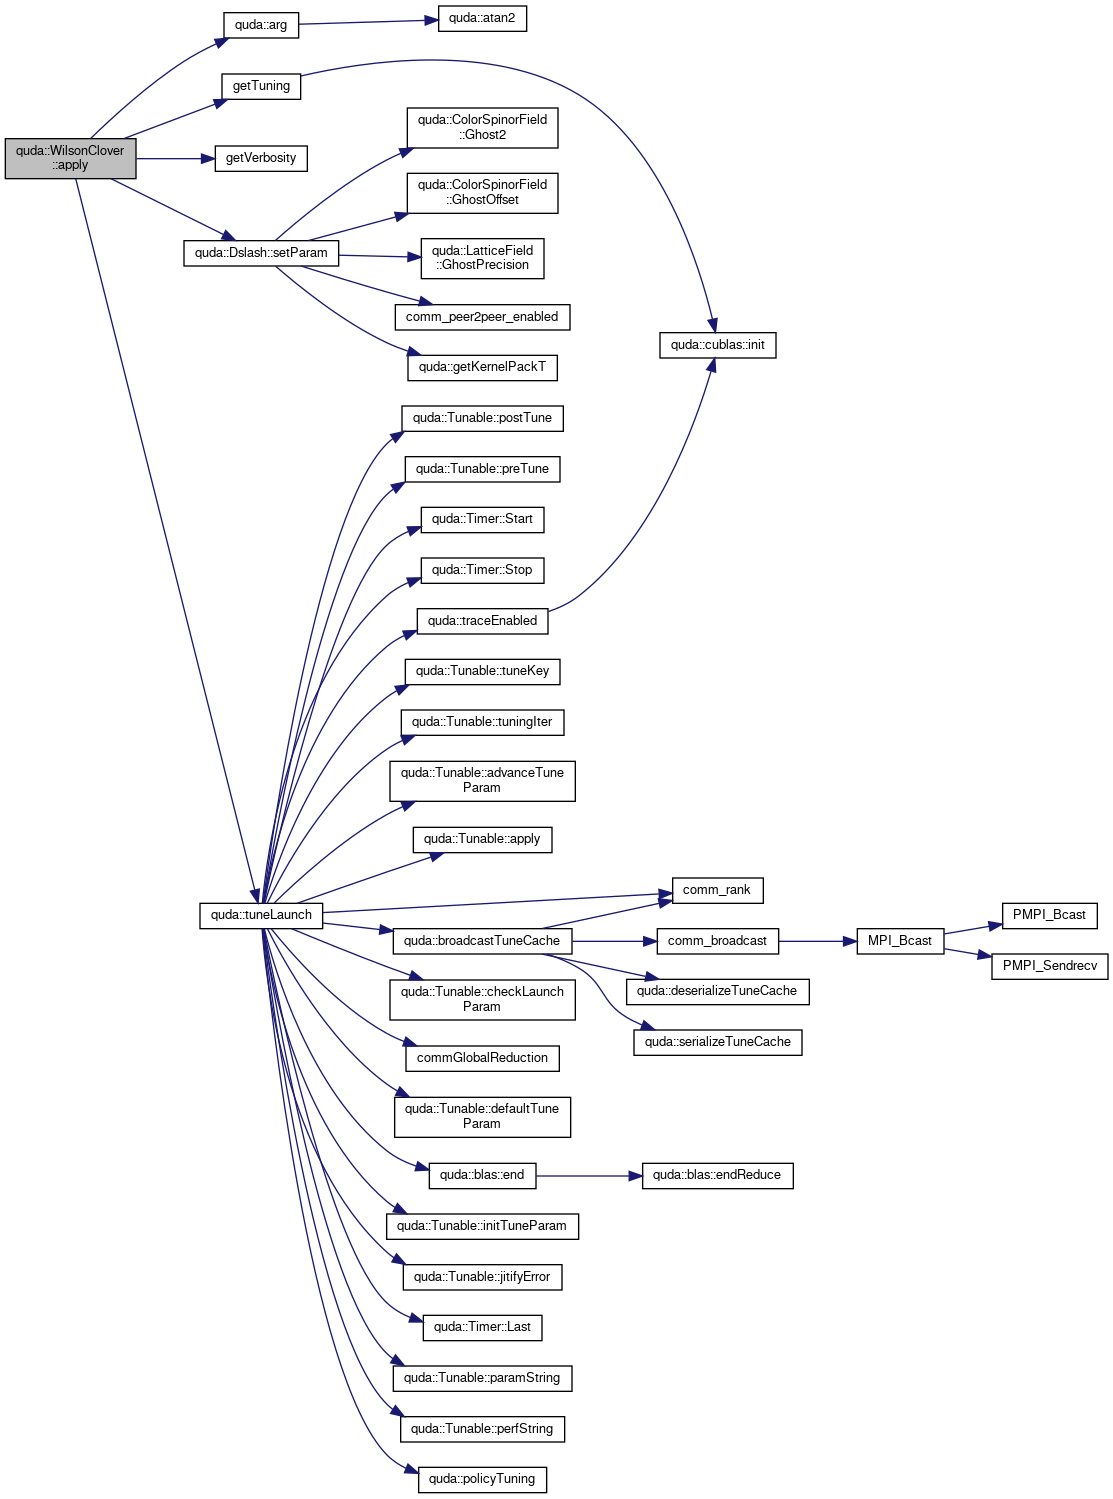 quda::arg
quda::atan2
getTuning
quda::WilsonClover
::apply
getVerbosity
quda::Dslash::setParam
quda::ColorSpinorField
::Ghost2
quda::ColorSpinorField
::GhostOffset
quda::LatticeField
::GhostPrecision
comm_peer2peer_enabled
quda::getKernelPackT
quda::cublas::init
quda::Tunable::postTune
quda::Tunable::preTune
quda::Timer::Start
quda::Timer::Stop
quda::traceEnabled
quda::Tunable::tuneKey
quda::Tunable::tuningIter
quda::Tunable::advanceTune
Param
quda::Tunable::apply
quda::tuneLaunch
comm_rank
quda::broadcastTuneCache
comm_broadcast
MPI_Bcast
PMPI_Bcast
PMPI_Sendrecv
quda::deserializeTuneCache
quda::serializeTuneCache
quda::Tunable::checkLaunch
Param
commGlobalReduction
quda::Tunable::defaultTune
Param
quda::blas::end
quda::blas::endReduce
quda::Tunable::initTuneParam
quda::Tunable::jitifyError
quda::Timer::Last
quda::Tunable::paramString
quda::Tunable::perfString
quda::policyTuning